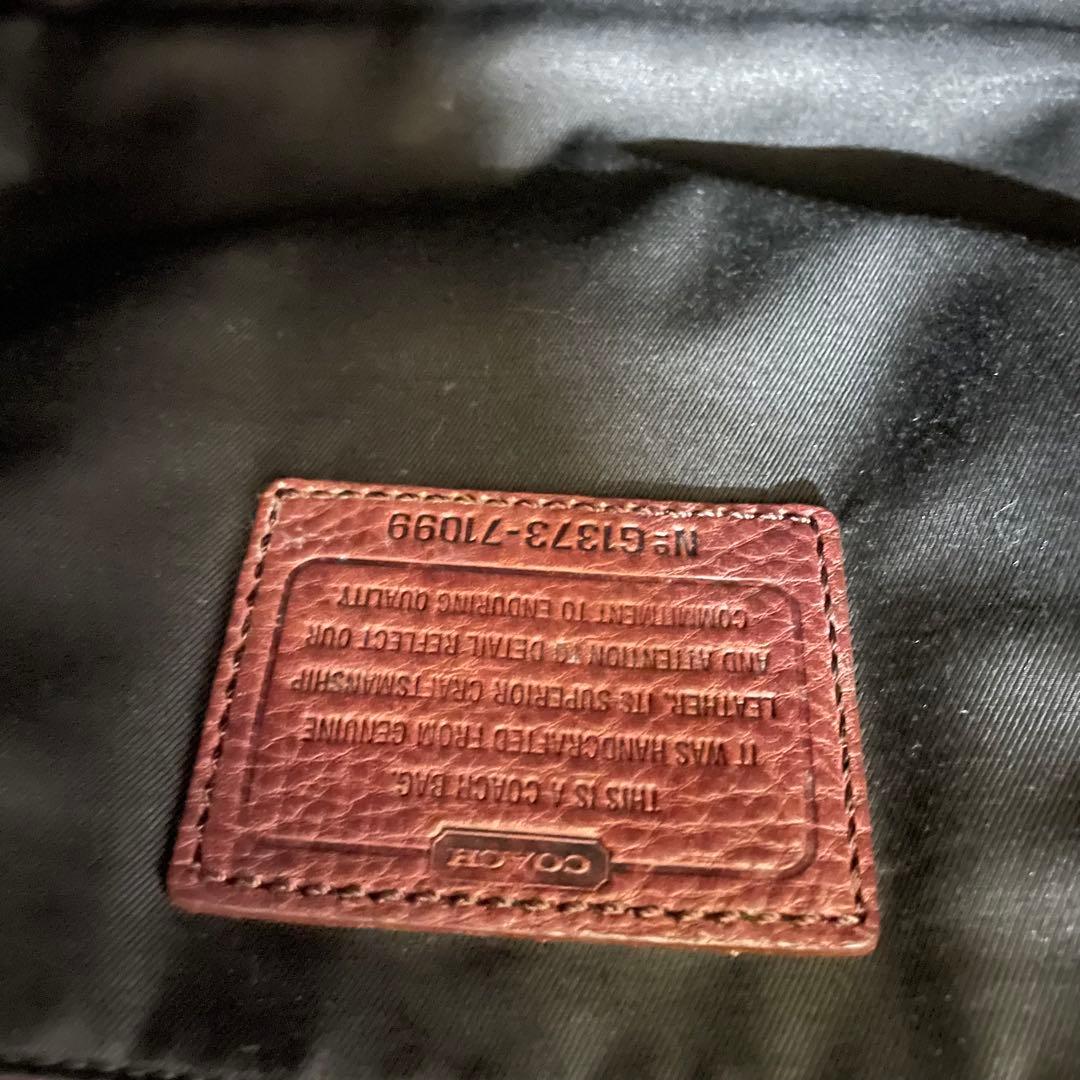 COACH
THIS IS A COACH BAG.
IT WAS HANDCRAFTED FROM GENUINE
LEATHER. ITS SUPERIOR CRAFTSMANSHIP
AND ATTENTION TO DETAIL REFLECT OUR
COMMITMENT TO ENDURING QUALITY
Nº G1373-71099